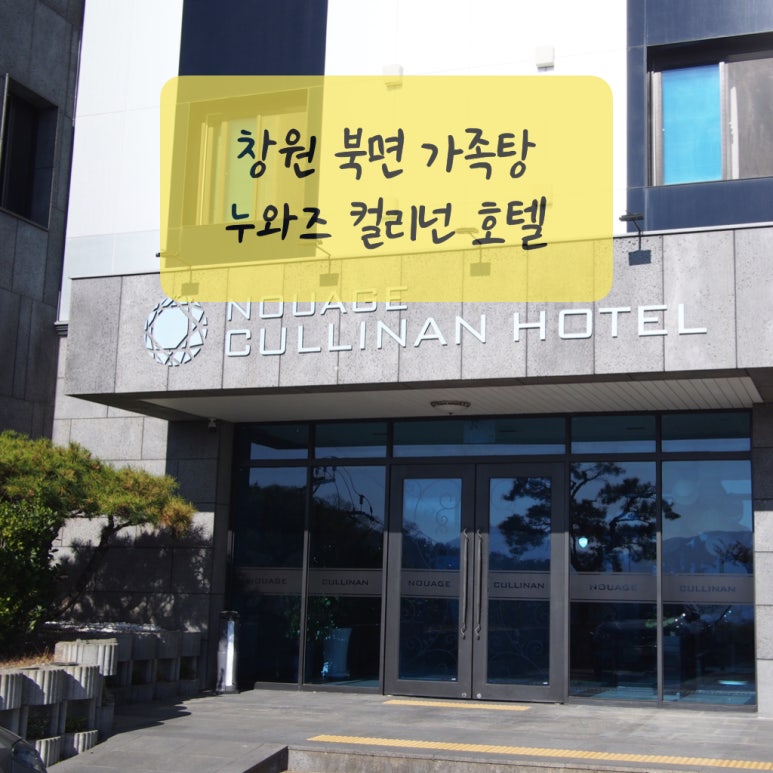 창원 북면 가족탕
누와즈 컬리넌 호텔
NOUAGE
CULLINAN HOTEL
NOUAGE CULLINAN NOUAGE CULLINAN NOUAGE CULLINAN